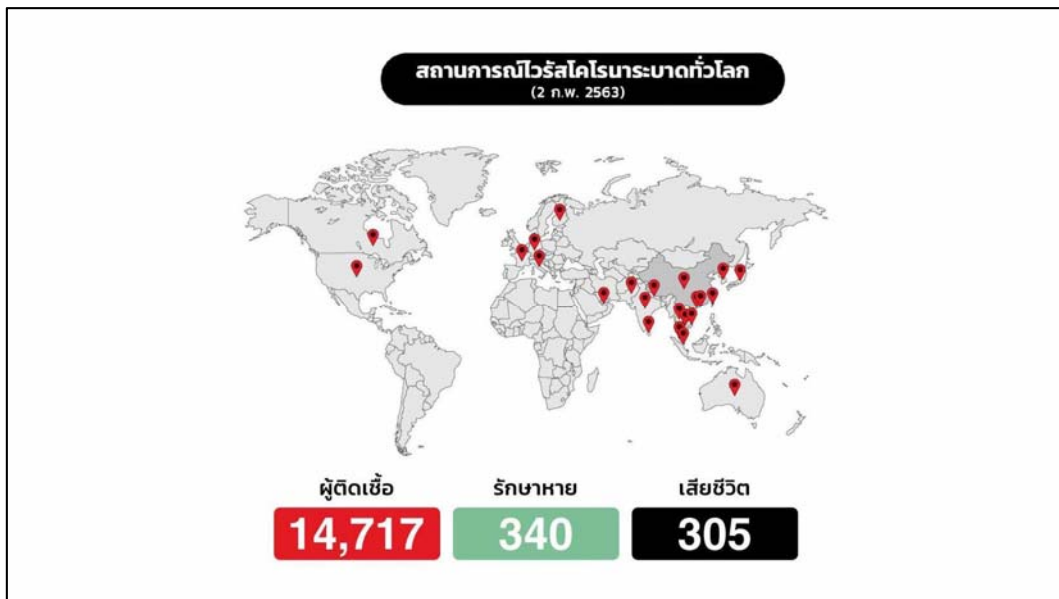 สถานการณ์ไวรัสโคโรนาระบาดทั่วโลก
(2 ก.พ. 2563)
ผู้ติดเชื้อ รักษาหาย เสียชีวิต
14,717 340 305